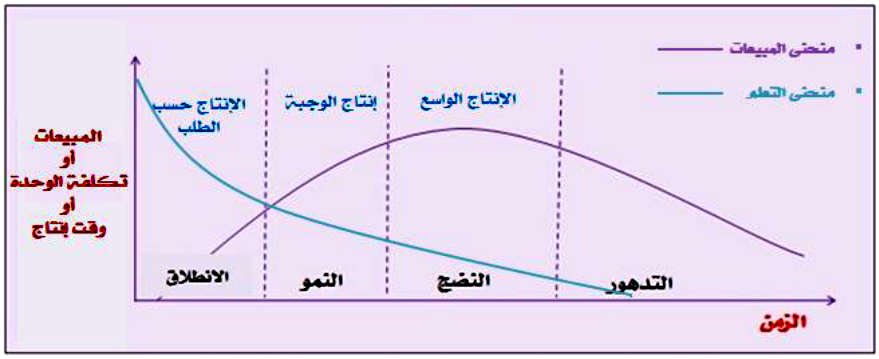 منحنى المبيعات
منحنى التعلم
الإنتاج حسب
الطلب
إنتاج الوجبة
الإنتاج الواسع
المبيعات
أو
تكلفة الوحدة
أو
وقت إنتاج
الانطلاق
النمو
النضج
التدهور
الزمن